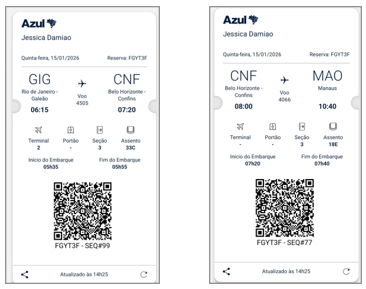 Azul
Jessica Damiao
Quinta-feira, 15/01/2026 Reserva: FGYT3F
GIG CNF
Rio de Janeiro - Galeão
Voo 4505
Belo Horizonte - Confins
06:15 07:20
Terminal Portão Seção Assento
2 - 3 33C
Início do Embarque Fim do Embarque
05h35 05h55
FGYT3F - SEQ#99
Atualizado às 14h25
Azul
Jessica Damiao
Quinta-feira, 15/01/2026 Reserva: FGYT3F
CNF MAO
Belo Horizonte - Confins
Voo 4066
Manaus
08:00 10:40
Terminal Portão Seção Assento
- - 3 18E
Início do Embarque Fim do Embarque
07h20 07h40
FGYT3F - SEQ#77
Atualizado às 14h25